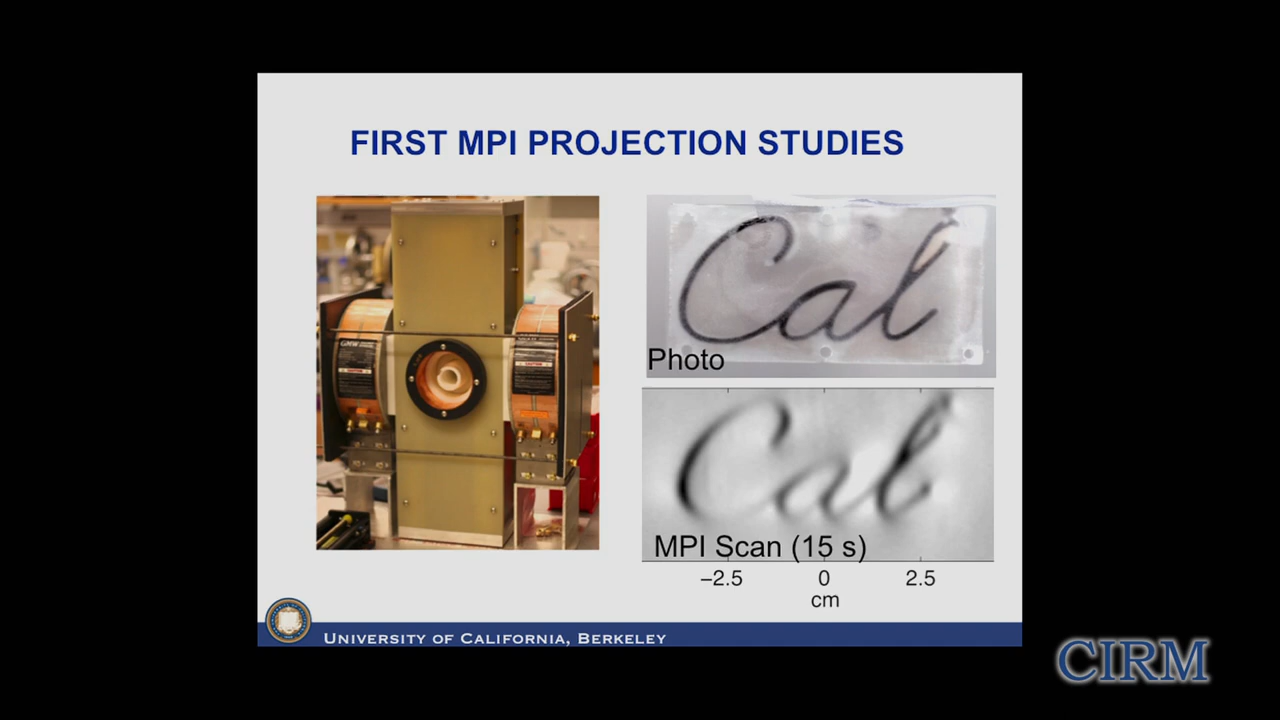 FIRST MPI PROJECTION STUDIES
Cal
Photo
Cal
MPI Scan (15 s)
−2.5 0 2.5
cm
UNIVERSITY OF CALIFORNIA, BERKELEY
CIRM